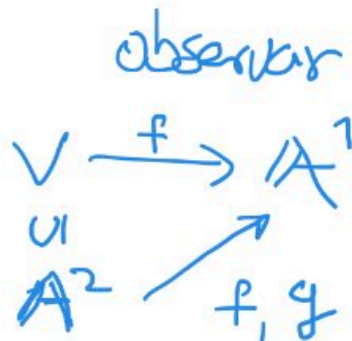 observar
V →f 𝔸¹
∪|
𝔸² ↗ f, g